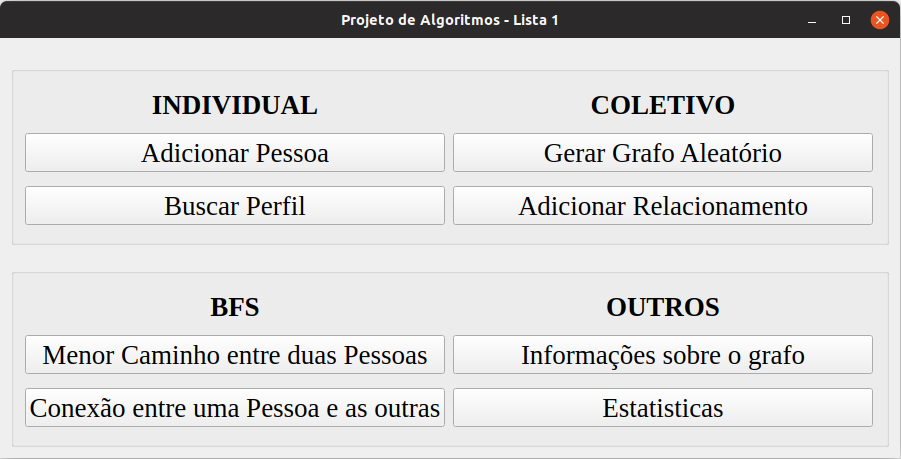 Projeto de Algoritmos - Lista 1
INDIVIDUAL
Adicionar Pessoa
Buscar Perfil
COLETIVO
Gerar Grafo Aleatório
Adicionar Relacionamento
BFS
Menor Caminho entre duas Pessoas
Conexão entre uma Pessoa e as outras
OUTROS
Informações sobre o grafo
Estatisticas